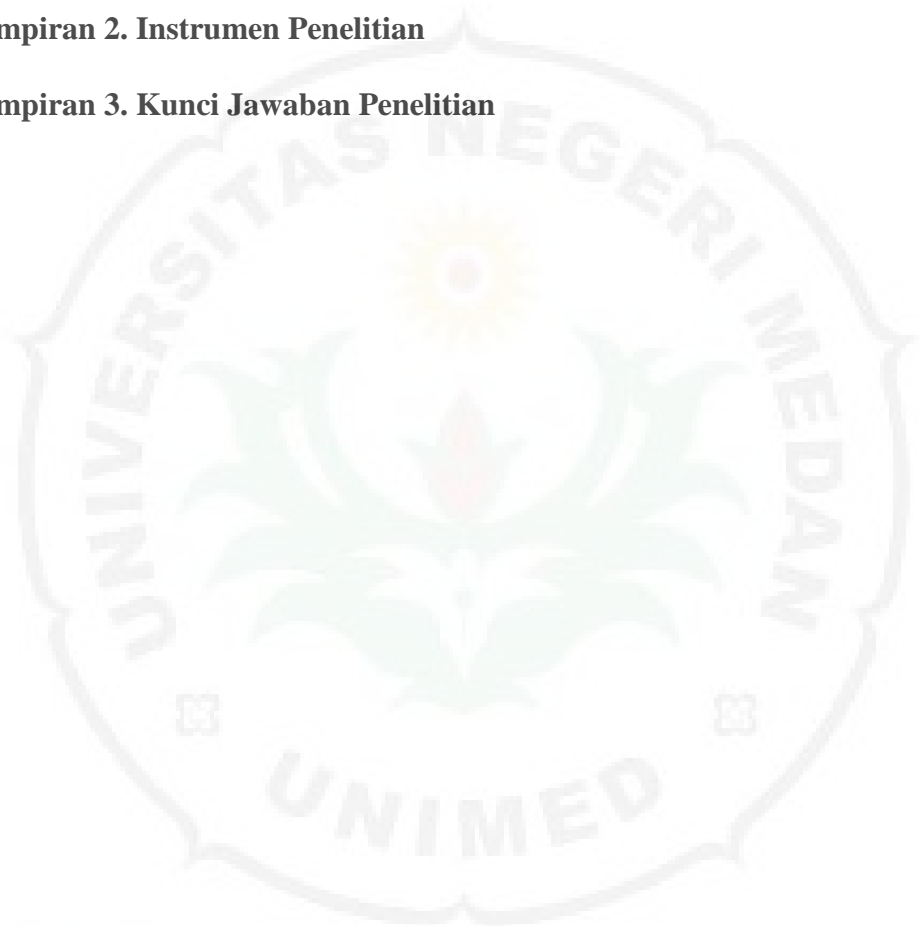 mpiran 2. Instrumen Penelitian
mpiran 3. Kunci Jawaban Penelitian
UNIVERSITAS NEGERI MEDAN
UNIMED